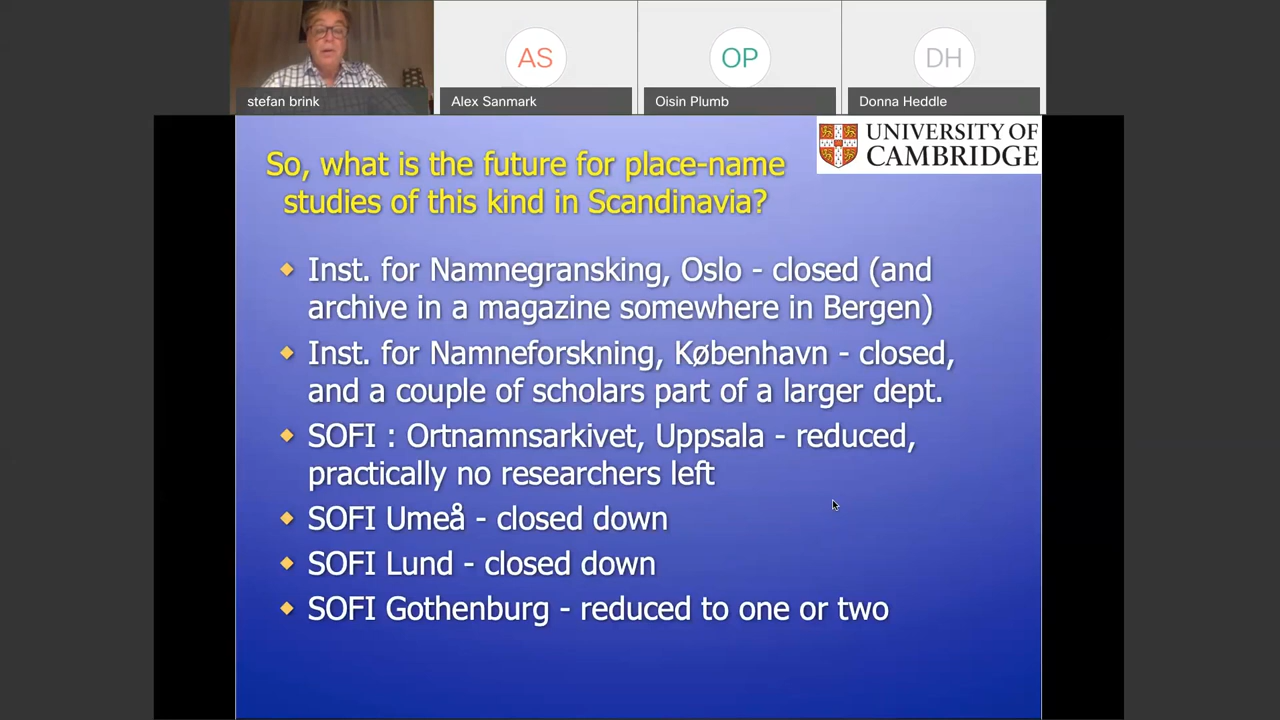 AS
OP
DH
stefan brink
Alex Sanmark
Oisin Plumb
Donna Heddle
UNIVERSITY OF
CAMBRIDGE
So, what is the future for place-name
studies of this kind in Scandinavia?
Inst. for Namnegransking, Oslo - closed (and
archive in a magazine somewhere in Bergen)
Inst. for Namneforskning, København - closed,
and a couple of scholars part of a larger dept.
SOFI : Ortnamnsarkivet, Uppsala - reduced,
practically no researchers left
SOFI Umeå - closed down
SOFI Lund - closed down
SOFI Gothenburg - reduced to one or two